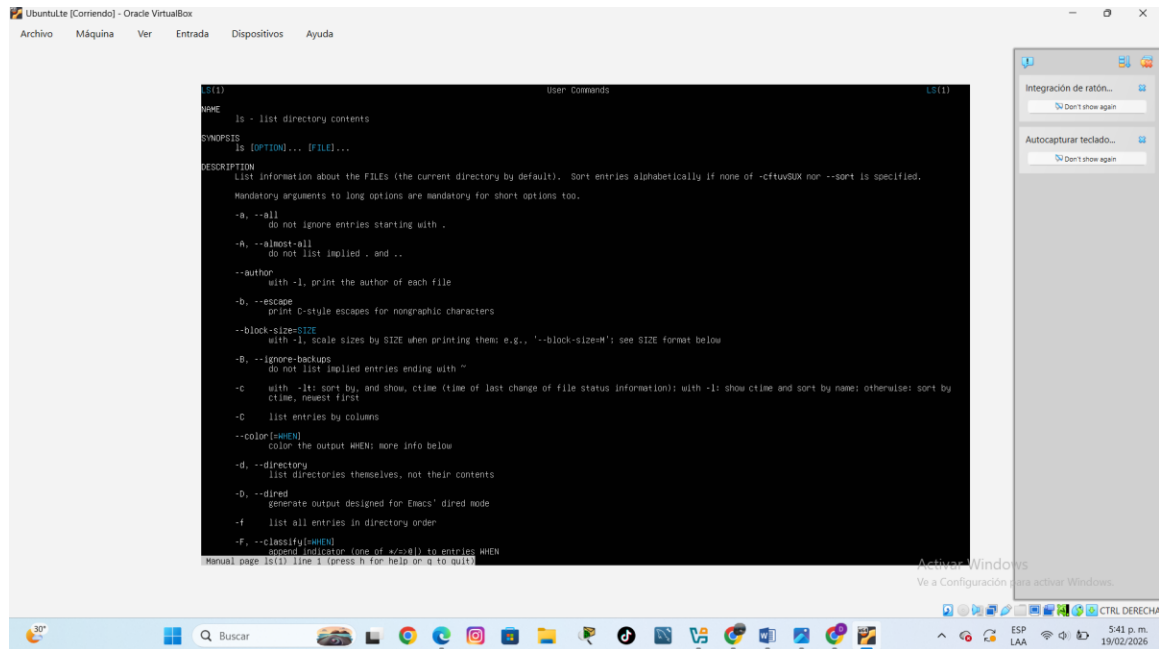 UbuntuLte [Corriendo] - Oracle VirtualBox
Archivo Máquina Ver Entrada Dispositivos Ayuda
LS(1) User Commands LS(1)
NAME
ls - list directory contents
SYNOPSIS
ls [OPTION]... [FILE]...
DESCRIPTION
List information about the FILEs (the current directory by default). Sort entries alphabetically if none of -cftuvSUX nor --sort is specified.
Mandatory arguments to long options are mandatory for short options too.
-a, --all
do not ignore entries starting with .
-A, --almost-all
do not list implied . and ..
--author
with -l, print the author of each file
-b, --escape
print C-style escapes for nongraphic characters
--block-size=SIZE
with -l, scale sizes by SIZE when printing them; e.g., '--block-size=M'; see SIZE format below
-B, --ignore-backups
do not list implied entries ending with ~
-c with -lt: sort by, and show, ctime (time of last change of file status information); with -l: show ctime and sort by name; otherwise: sort by
ctime, newest first
-C list entries by columns
--color[=WHEN]
color the output WHEN; more info below
-d, --directory
list directories themselves, not their contents
-D, --dired
generate output designed for Emacs' dired mode
-f list all entries in directory order
-F, --classify[=WHEN]
append indicator (one of */=>@|) to entries WHEN
Manual page ls(1) line 1 (press h for help or q to quit)
Integración de ratón...
Don't show again
Autocapturar teclado...
Don't show again
Activar Windows
Ve a Configuración para activar Windows.
CTRL DERECHA
30°
Buscar
ESP
LAA
5:41 p. m.
19/02/2026